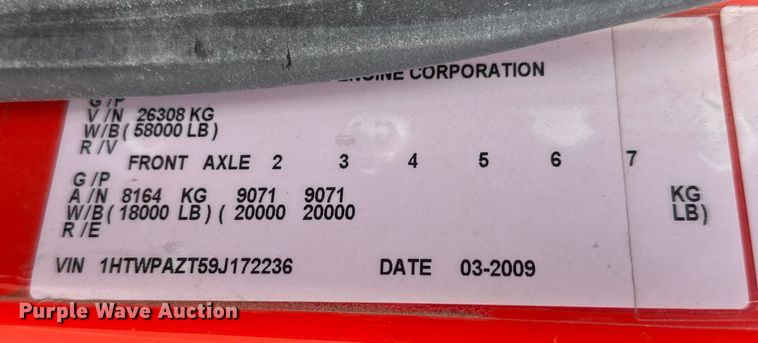 ENGINE CORPORATION
G/P
V/N 26308 KG
W/B ( 58000 LB)
R/V
FRONT AXLE 2 3 4 5 6 7
G/P
A/N 8164 KG 9071 9071 KG
W/B ( 18000 LB) ( 20000 20000 LB)
R/E
VIN 1HTWPAZT59J172236 DATE 03-2009
Purple Wave Auction